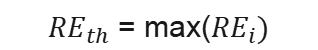 RE_th = max(RE_i)